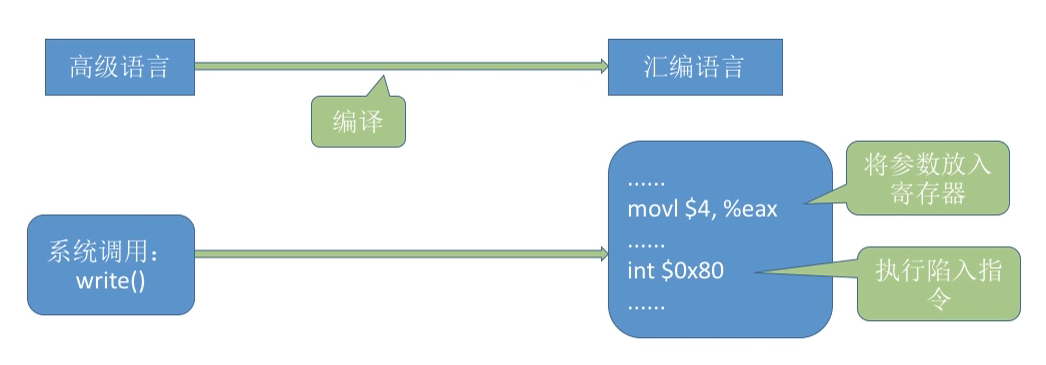 高级语言
汇编语言
编译
......
movl $4, %eax
......
int $0x80
......
将参数放入
寄存器
系统调用：
write()
执行陷入指
令